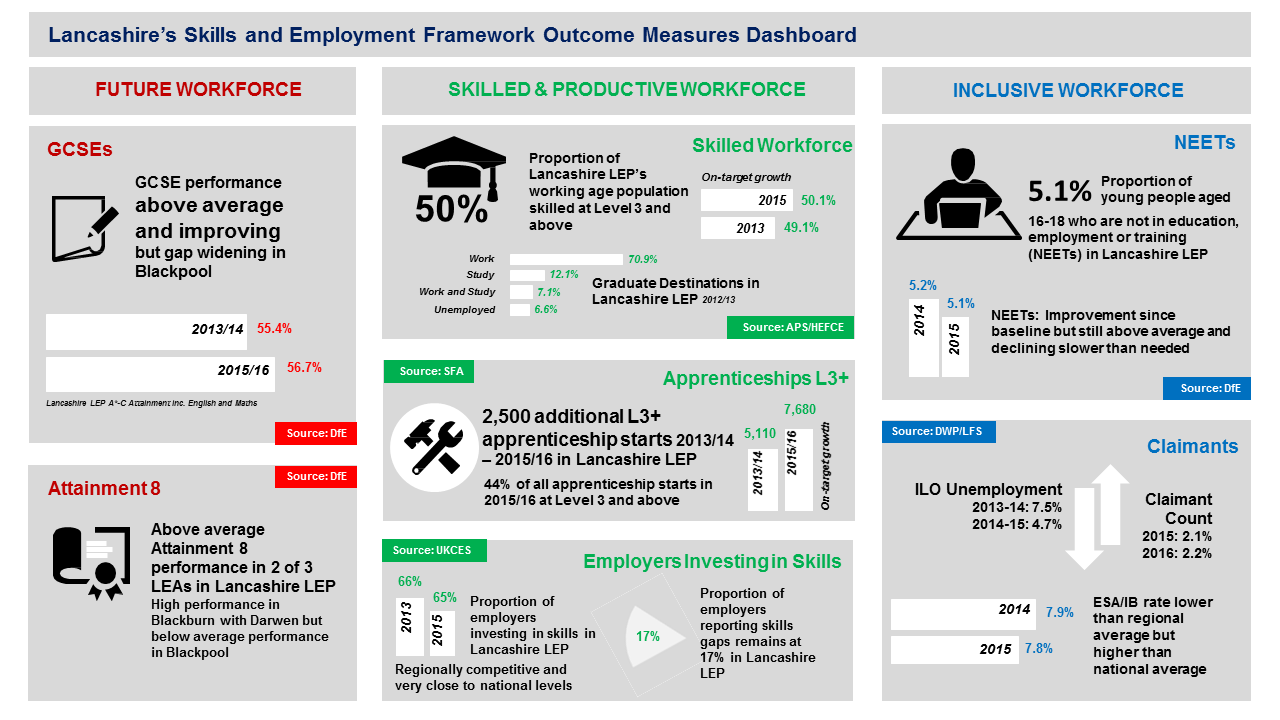 Lancashire's Skills and Employment Framework Outcome Measures Dashboard
FUTURE WORKFORCE
GCSEs
GCSE performance
above average
and improving
but gap widening in
Blackpool
2013/14 55.4%
2015/16 56.7%
Lancashire LEP A*-C Attainment inc. English and Maths
Source: DfE
Source: DfE
Attainment 8
Above average
Attainment 8
performance in 2 of 3
LEAs in Lancashire LEP
High performance in
Blackburn with Darwen but
below average performance
in Blackpool
SKILLED & PRODUCTIVE WORKFORCE
Skilled Workforce
50%
Proportion of
Lancashire LEP's
working age population
skilled at Level 3 and
above
On-target growth
2015 50.1%
2013 49.1%
Work 70.9%
Study 12.1%
Work and Study 7.1%
Unemployed 6.6%
Graduate Destinations in
Lancashire LEP 2012/13
Source: APS/HEFCE
Source: SFA
Apprenticeships L3+
2,500 additional L3+
apprenticeship starts 2013/14
– 2015/16 in Lancashire LEP
44% of all apprenticeship starts in
2015/16 at Level 3 and above
5,110
2013/14
7,680
2015/16
On-target growth
Source: UKCES
Employers Investing in Skills
66%
2013
65%
2015
Proportion of
employers
investing in skills in
Lancashire LEP
Regionally competitive and
very close to national levels
17%
Proportion of
employers
reporting skills
gaps remains at
17% in Lancashire
LEP
INCLUSIVE WORKFORCE
NEETs
5.1% Proportion of
young people aged
16-18 who are not in education,
employment or training
(NEETs) in Lancashire LEP
5.2%
2014
5.1%
2015
NEETs: Improvement since
baseline but still above average and
declining slower than needed
Source: DfE
Source: DWP/LFS
Claimants
ILO Unemployment
2013-14: 7.5%
2014-15: 4.7%
Claimant
Count
2015: 2.1%
2016: 2.2%
2014 7.9%
2015 7.8%
ESA/IB rate lower
than regional
average but
higher than
national average